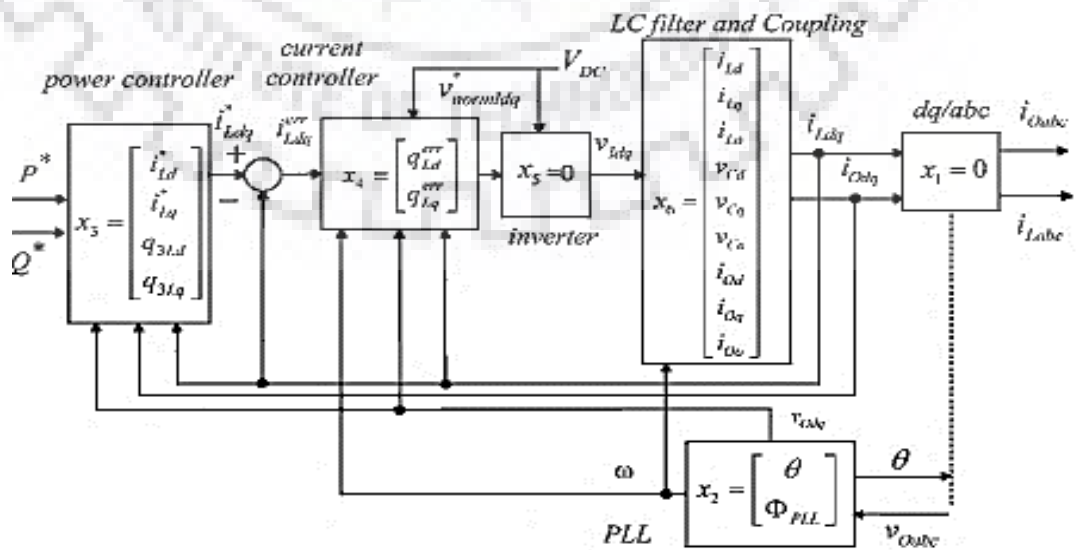 LC filter and Coupling
current
controller
power controller
V_DC
v*_normIdq
i*_Ldq
i^err_Ldq
+
−
P*
Q*
x_3 =
i*_Ld
i*_Lq
q_3Ld
q_3Lq
x_4 =
q^err_Ld
q^err_Lq
x_5 = 0
inverter
v_Idq
x_6 =
i_Ld
i_Lq
i_Lo
v_Cd
v_Cq
v_Co
i_Od
i_Oq
i_Oo
i_Ldq
i_Odq
dq/abc
x_1 = 0
i_Oabc
i_Labc
v_Odq
ω
x_2 =
θ
Φ_PLL
θ
v_Oabc
PLL